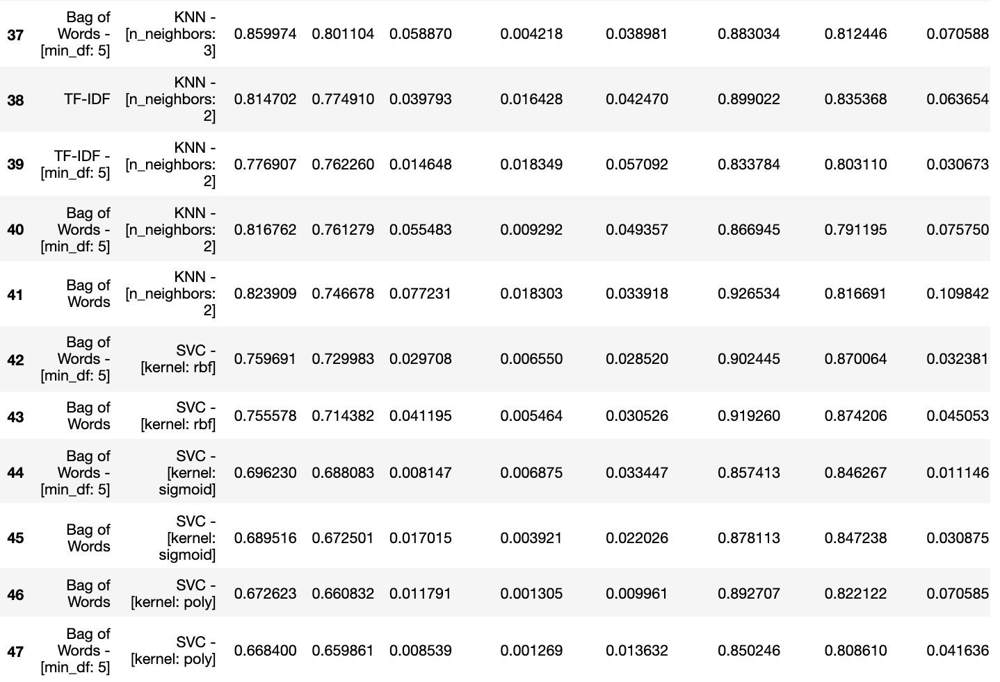 37 Bag of Words - [min_df: 5] KNN - [n_neighbors: 3] 0.859974 0.801104 0.058870 0.004218 0.038981 0.883034 0.812446 0.070588
38 TF-IDF KNN - [n_neighbors: 2] 0.814702 0.774910 0.039793 0.016428 0.042470 0.899022 0.835368 0.063654
39 TF-IDF - [min_df: 5] KNN - [n_neighbors: 2] 0.776907 0.762260 0.014648 0.018349 0.057092 0.833784 0.803110 0.030673
40 Bag of Words - [min_df: 5] KNN - [n_neighbors: 2] 0.816762 0.761279 0.055483 0.009292 0.049357 0.866945 0.791195 0.075750
41 Bag of Words KNN - [n_neighbors: 2] 0.823909 0.746678 0.077231 0.018303 0.033918 0.926534 0.816691 0.109842
42 Bag of Words - [min_df: 5] SVC - [kernel: rbf] 0.759691 0.729983 0.029708 0.006550 0.028520 0.902445 0.870064 0.032381
43 Bag of Words SVC - [kernel: rbf] 0.755578 0.714382 0.041195 0.005464 0.030526 0.919260 0.874206 0.045053
44 Bag of Words - [min_df: 5] SVC - [kernel: sigmoid] 0.696230 0.688083 0.008147 0.006875 0.033447 0.857413 0.846267 0.011146
45 Bag of Words SVC - [kernel: sigmoid] 0.689516 0.672501 0.017015 0.003921 0.022026 0.878113 0.847238 0.030875
46 Bag of Words SVC - [kernel: poly] 0.672623 0.660832 0.011791 0.001305 0.009961 0.892707 0.822122 0.070585
47 Bag of Words - [min_df: 5] SVC - [kernel: poly] 0.668400 0.659861 0.008539 0.001269 0.013632 0.850246 0.808610 0.041636